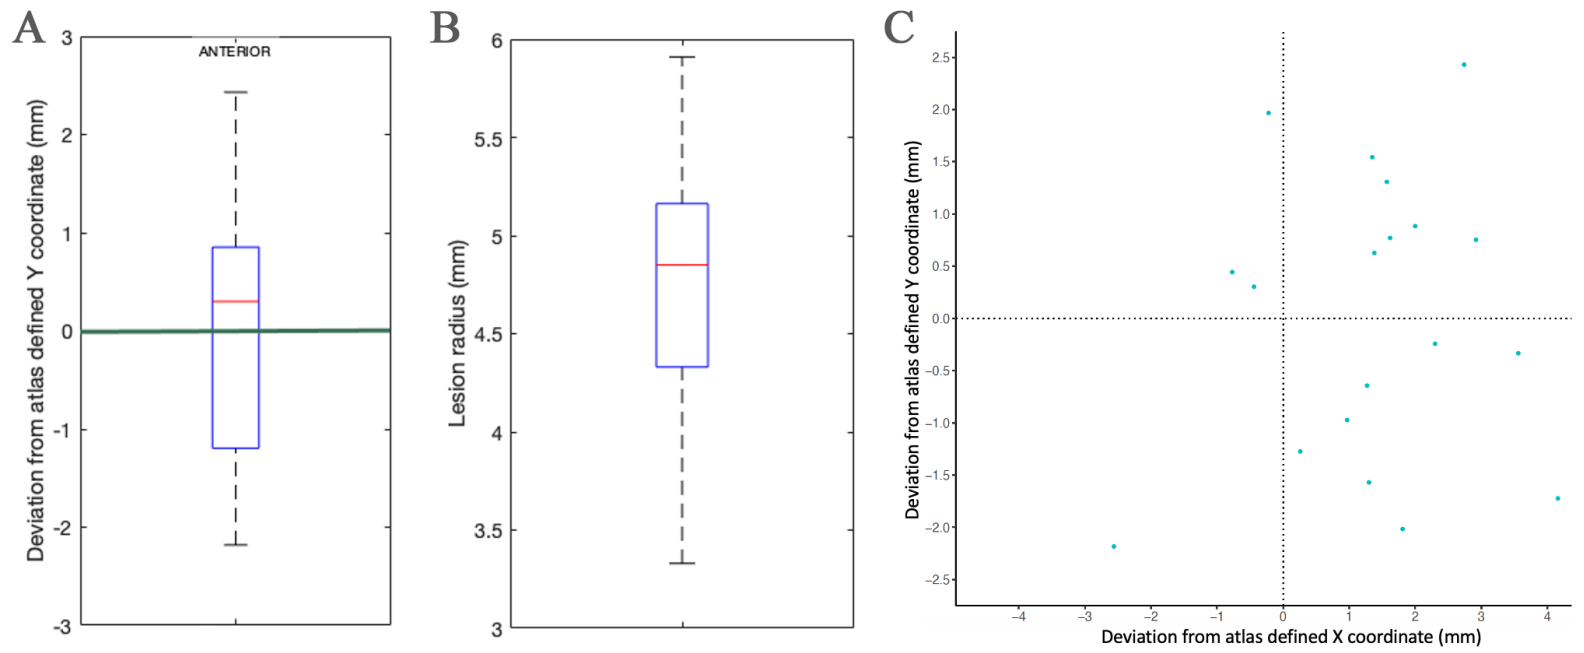 A
3
2
1
0
-1
-2
-3
Deviation from atlas defined Y coordinate (mm)
ANTERIOR
B
6
5.5
5
4.5
4
3.5
3
Lesion radius (mm)
C
2.5
2.0
1.5
1.0
0.5
0.0
−0.5
−1.0
−1.5
−2.0
−2.5
Deviation from atlas defined Y coordinate (mm)
−4 −3 −2 −1 0 1 2 3 4
Deviation from atlas defined X coordinate (mm)